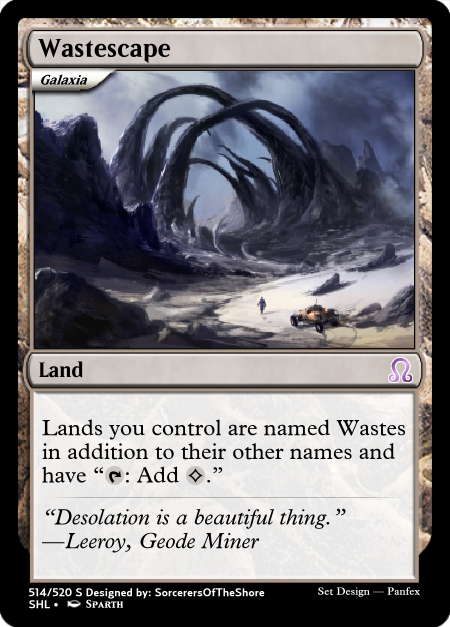 Wastescape
Galaxia
Land
Lands you control are named Wastes
in addition to their other names and
have “: Add .”
“Desolation is a beautiful thing.”
—Leeroy, Geode Miner
514/520 S Designed by: SorcerersOfTheShore
Set Design — Panfex
SHL • Sparth